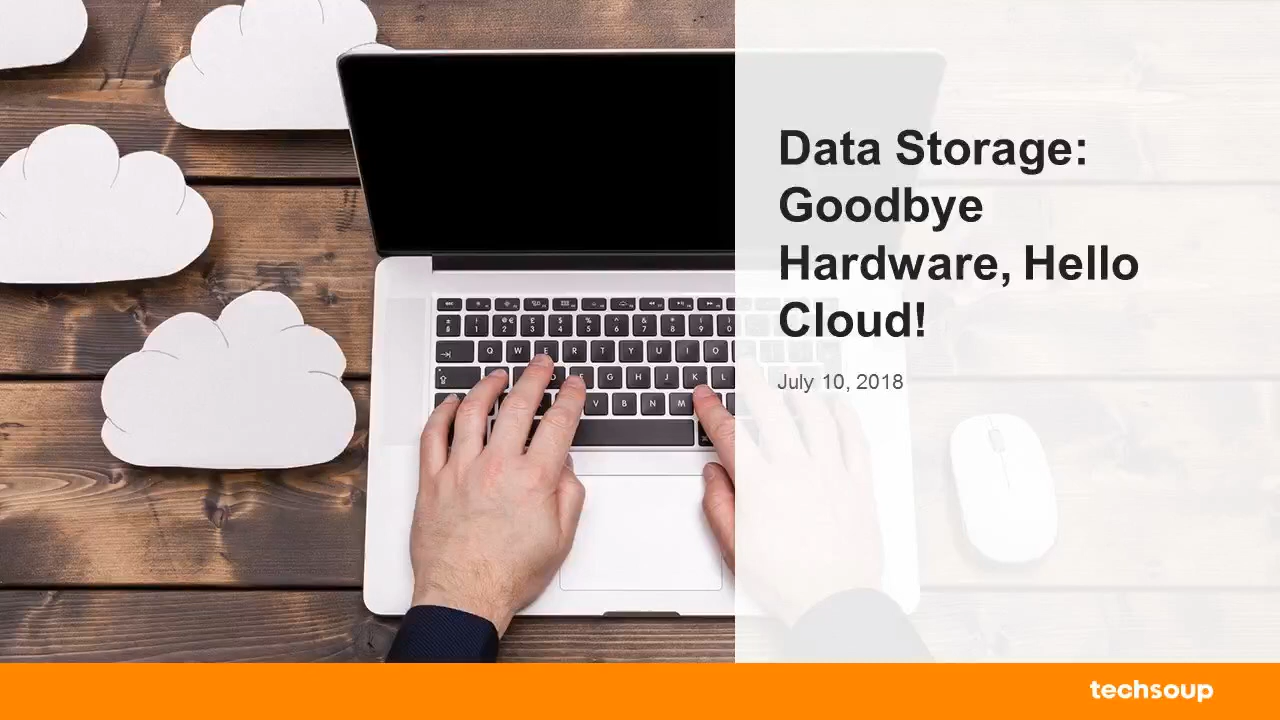 Data Storage:
Goodbye
Hardware, Hello
Cloud!
July 10, 2018
techsoup